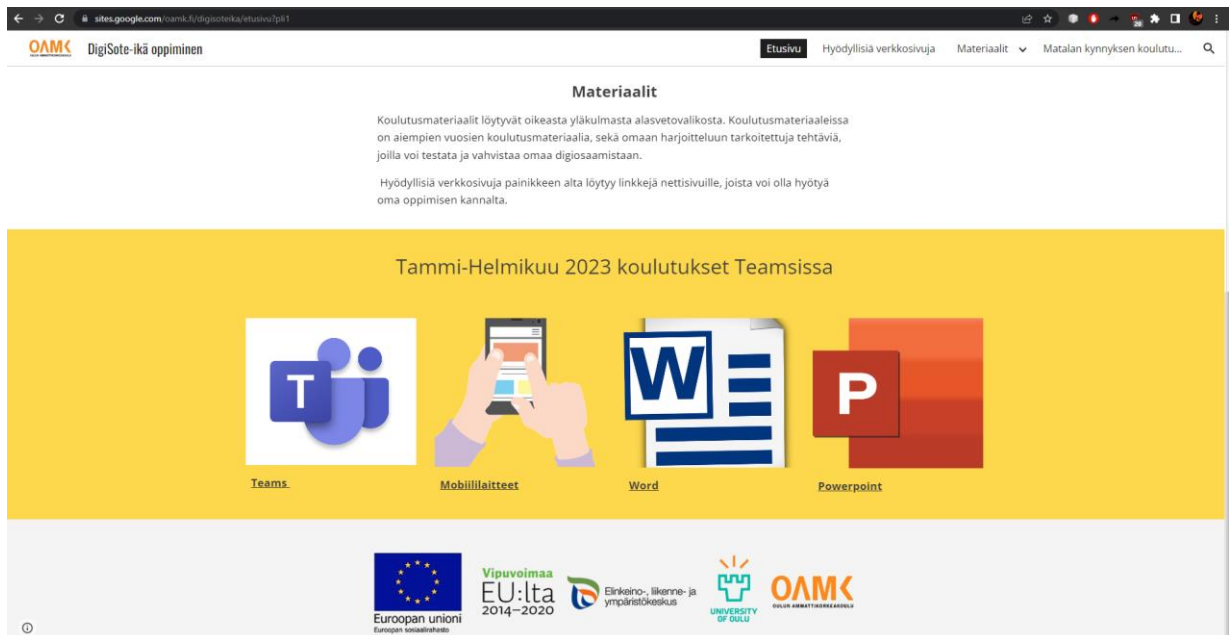 sites.google.com/oamk.fi/digisoteika/etusivu?pli1
28
OAMK
OULUN AMMATTIKORKEAKOULU
DigiSote-ikä oppiminen
Etusivu
Hyödyllisiä verkkosivuja
Materiaalit
Matalan kynnyksen koulutu...
Materiaalit
Koulutusmateriaalit löytyvät oikeasta yläkulmasta alasvetovalikosta. Koulutusmateriaaleissa
on aiempien vuosien koulutusmateriaalia, sekä omaan harjoitteluun tarkoitettuja tehtäviä,
joilla voi testata ja vahvistaa omaa digiosaamistaan.
Hyödyllisiä verkkosivuja painikkeen alta löytyy linkkejä nettisivuille, joista voi olla hyötyä
oma oppimisen kannalta.
Tammi-Helmikuu 2023 koulutukset Teamsissa
T
W
P
Teams
Mobiililaitteet
Word
Powerpoint
Euroopan unioni
Euroopan sosiaalirahasto
Vipuvoimaa
EU:lta
2014–2020
Elinkeino-, liikenne- ja
ympäristökeskus
UNIVERSITY
OF OULU
OAMK
OULUN AMMATTIKORKEAKOULU